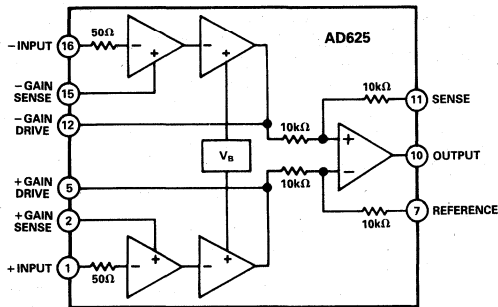 AD625
– INPUT
16
50Ω
–
+
–
+
– GAIN
SENSE
15
– GAIN
DRIVE
12
10kΩ
10kΩ
SENSE
11
+
–
OUTPUT
10
VB
+ GAIN
DRIVE
5
10kΩ
10kΩ
REFERENCE
7
+ GAIN
SENSE
2
+ INPUT
1
50Ω
–
+
–
+